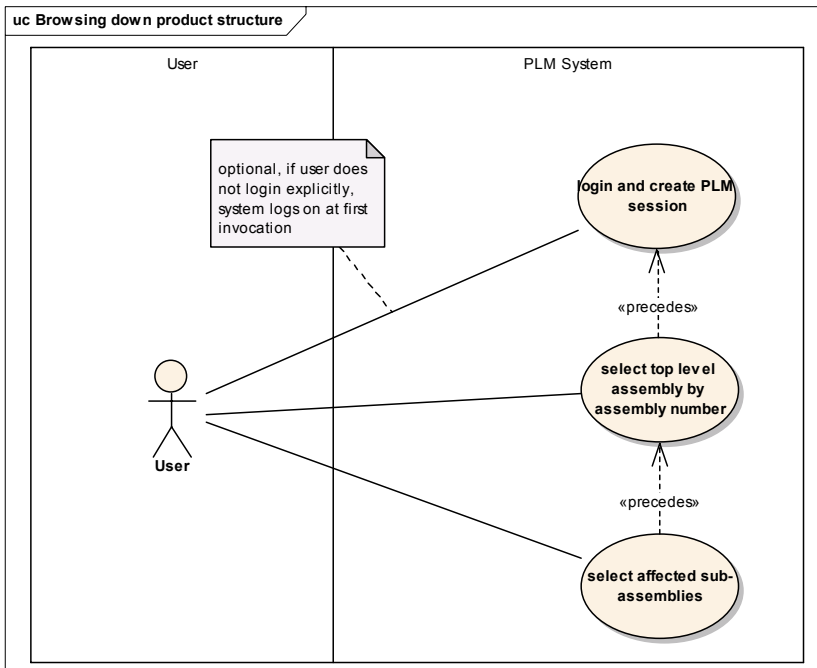 uc Browsing down product structure
User
PLM System
optional, if user does
not login explicitly,
system logs on at first
invocation
login and create PLM
session
«precedes»
select top level
assembly by
assembly number
User
«precedes»
select affected sub-
assemblies